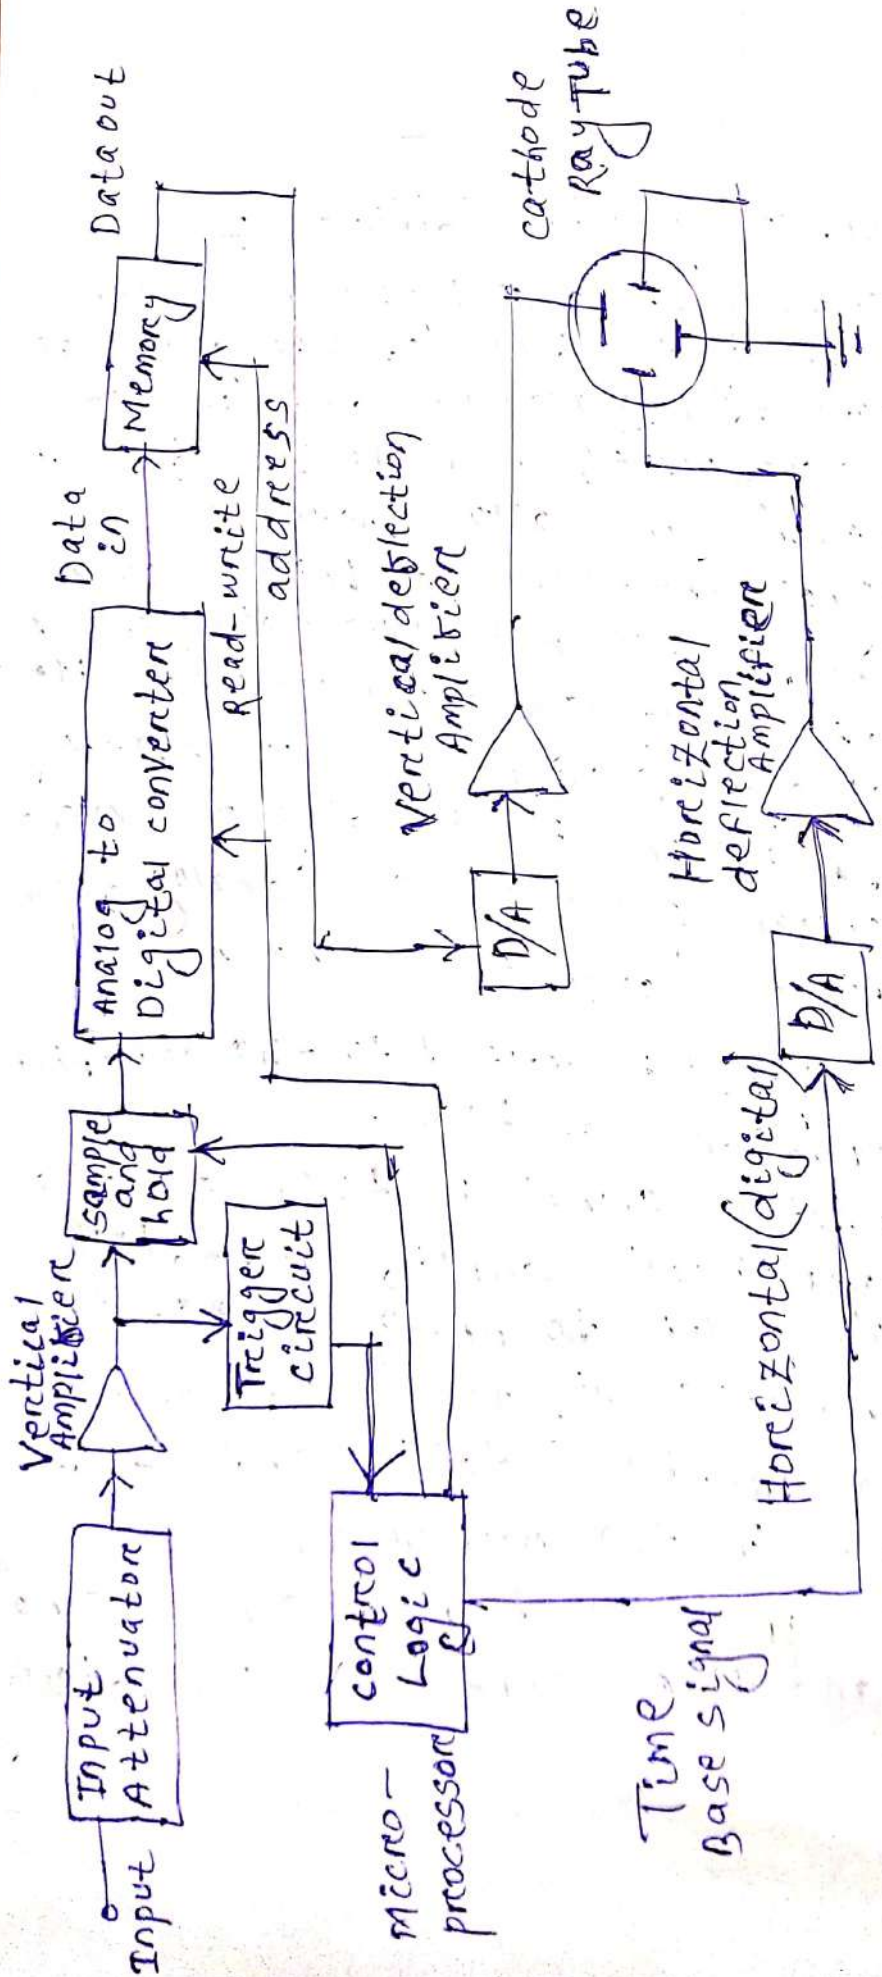 Input
Input
Attenuator
Vertical
Amplifier
sample
and
hold
Analog to
Digital converter
Data
in
Memory
Data out
Trigger
circuit
Read-write
address
control
Logic
micro-
processor
D/A
Vertical deflection
Amplifier
cathode
Ray Tube
Time
Base signal
Horizontal (digital)
D/A
Horizontal
deflection
Amplifier